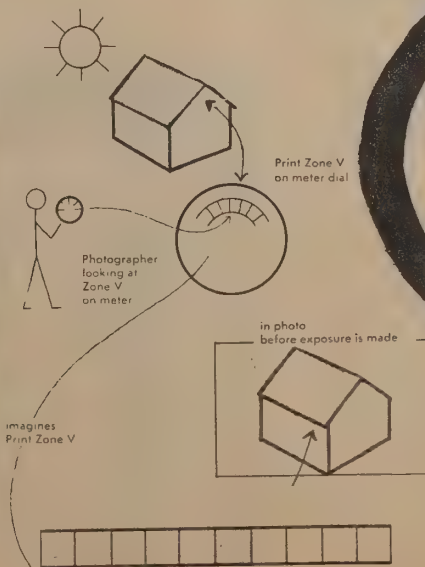 Print Zone V
on meter dial
Photographer
looking at
Zone V
on meter
in photo
before exposure is made
imagines
Print Zone V